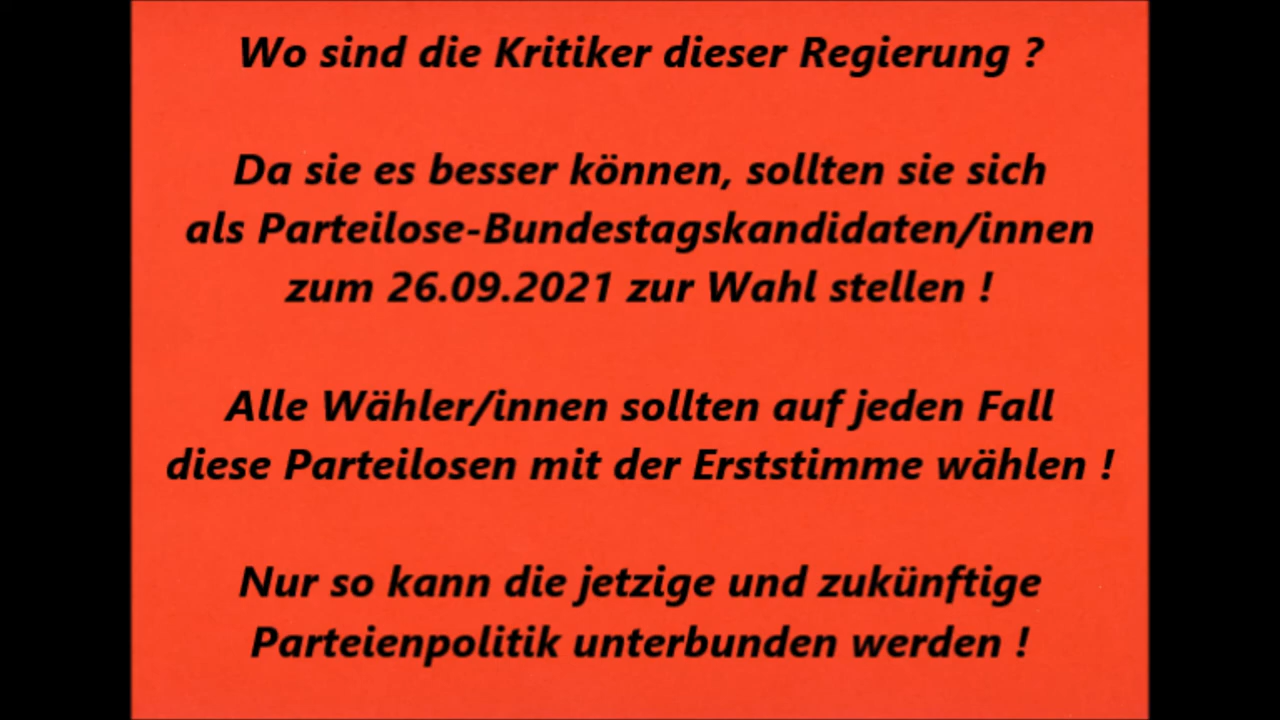 Wo sind die Kritiker dieser Regierung ?
Da sie es besser können, sollten sie sich
als Parteilose-Bundestagskandidaten/innen
zum 26.09.2021 zur Wahl stellen !
Alle Wähler/innen sollten auf jeden Fall
diese Parteilosen mit der Erststimme wählen !
Nur so kann die jetzige und zukünftige
Parteienpolitik unterbunden werden !